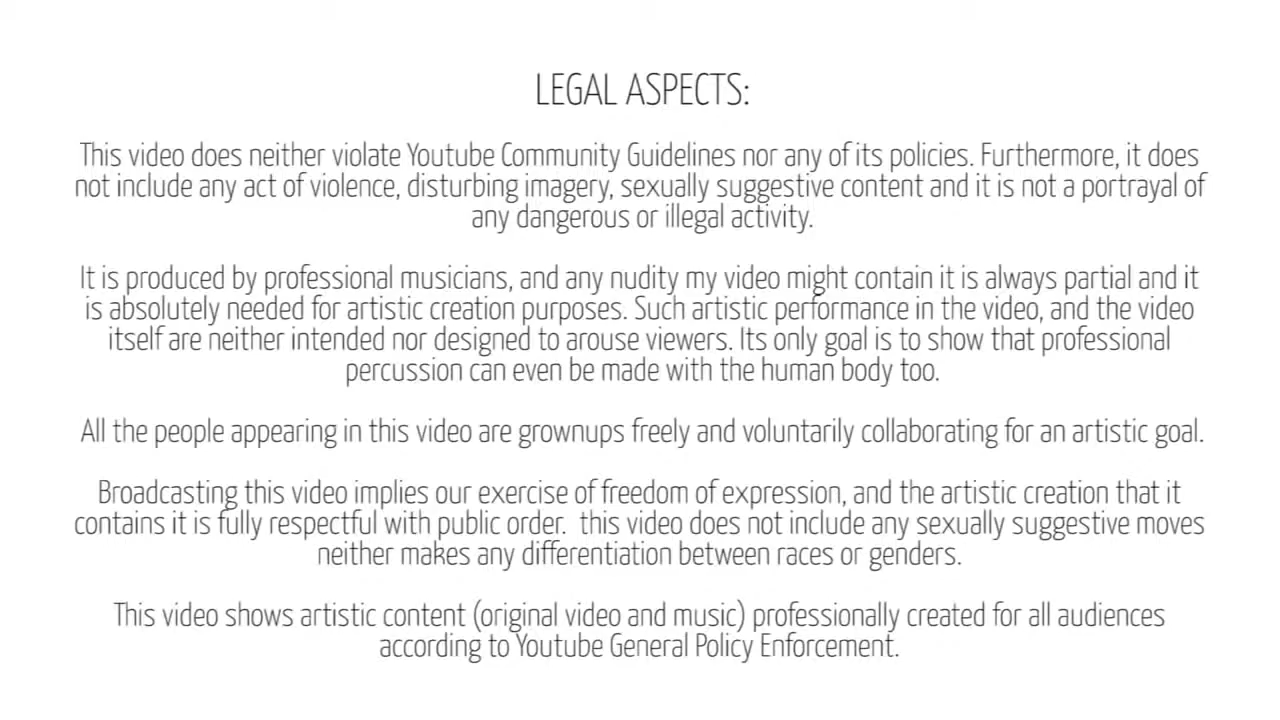 LEGAL ASPECTS:
This video does neither violate Youtube Community Guidelines nor any of its policies. Furthermore, it does
not include any act of violence, disturbing imagery, sexually suggestive content and it is not a portrayal of
any dangerous or illegal activity.
It is produced by professional musicians, and any nudity my video might contain it is always partial and it
is absolutely needed for artistic creation purposes. Such artistic performance in the video, and the video
itself are neither intended nor designed to arouse viewers. Its only goal is to show that professional
percussion can even be made with the human body too.
All the people appearing in this video are grownups freely and voluntarily collaborating for an artistic goal.
Broadcasting this video implies our exercise of freedom of expression, and the artistic creation that it
contains it is fully respectful with public order.  this video does not include any sexually suggestive moves
neither makes any differentiation between races or genders.
This video shows artistic content (original video and music) professionally created for all audiences
according to Youtube General Policy Enforcement.